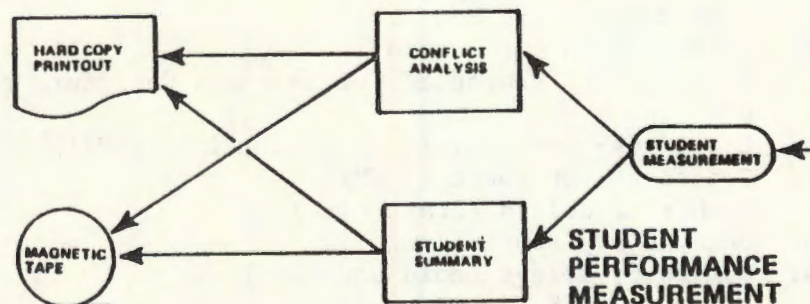 HARD COPY
PRINTOUT
CONFLICT
ANALYSIS
STUDENT
MEASUREMENT
MAGNETIC
TAPE
STUDENT
SUMMARY
STUDENT
PERFORMANCE
MEASUREMENT